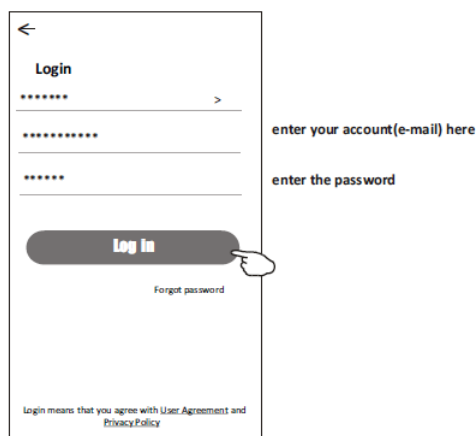 ←
Login
******* >
*********** enter your account(e-mail) here
****** enter the password
Log in
Forgot password
Login means that you agree with User Agreement and
Privacy Policy